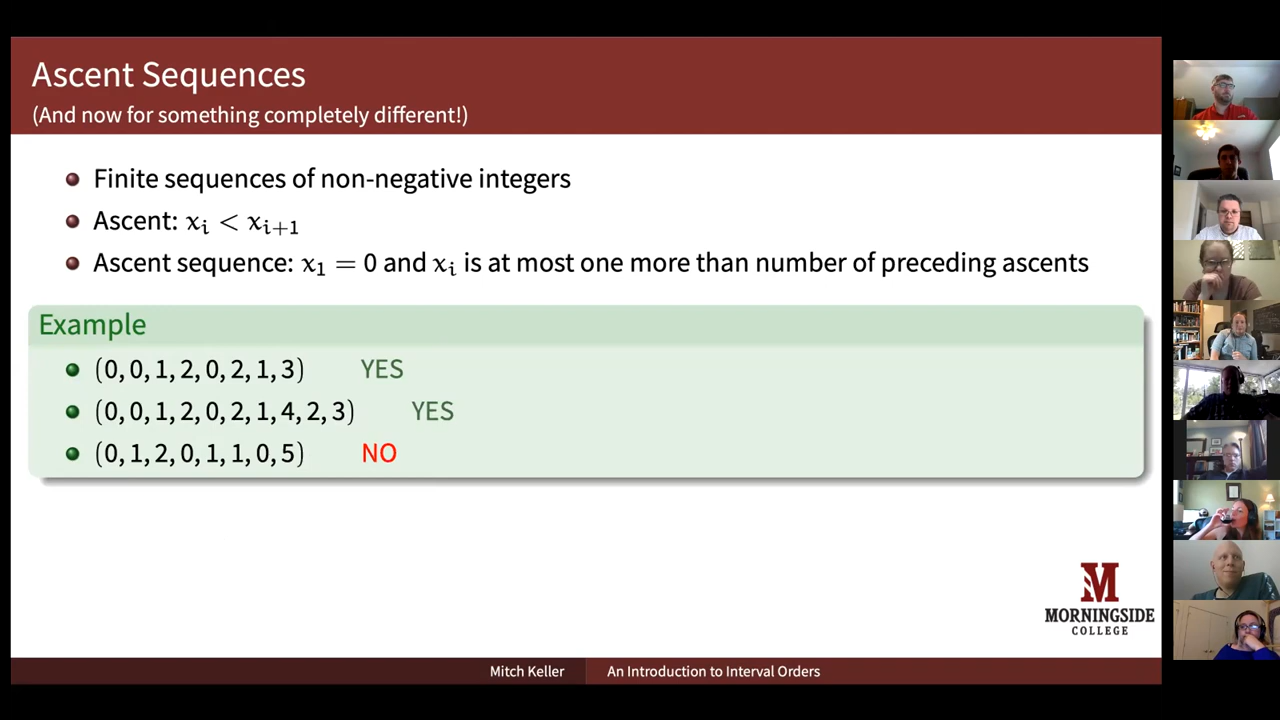 Ascent Sequences
(And now for something completely different!)
Finite sequences of non-negative integers
Ascent: xᵢ < xᵢ₊₁
Ascent sequence: x₁ = 0 and xᵢ is at most one more than number of preceding ascents
Example
(0, 0, 1, 2, 0, 2, 1, 3) YES
(0, 0, 1, 2, 0, 2, 1, 4, 2, 3) YES
(0, 1, 2, 0, 1, 1, 0, 5) NO
M
MORNINGSIDE
COLLEGE
Mitch Keller An Introduction to Interval Orders